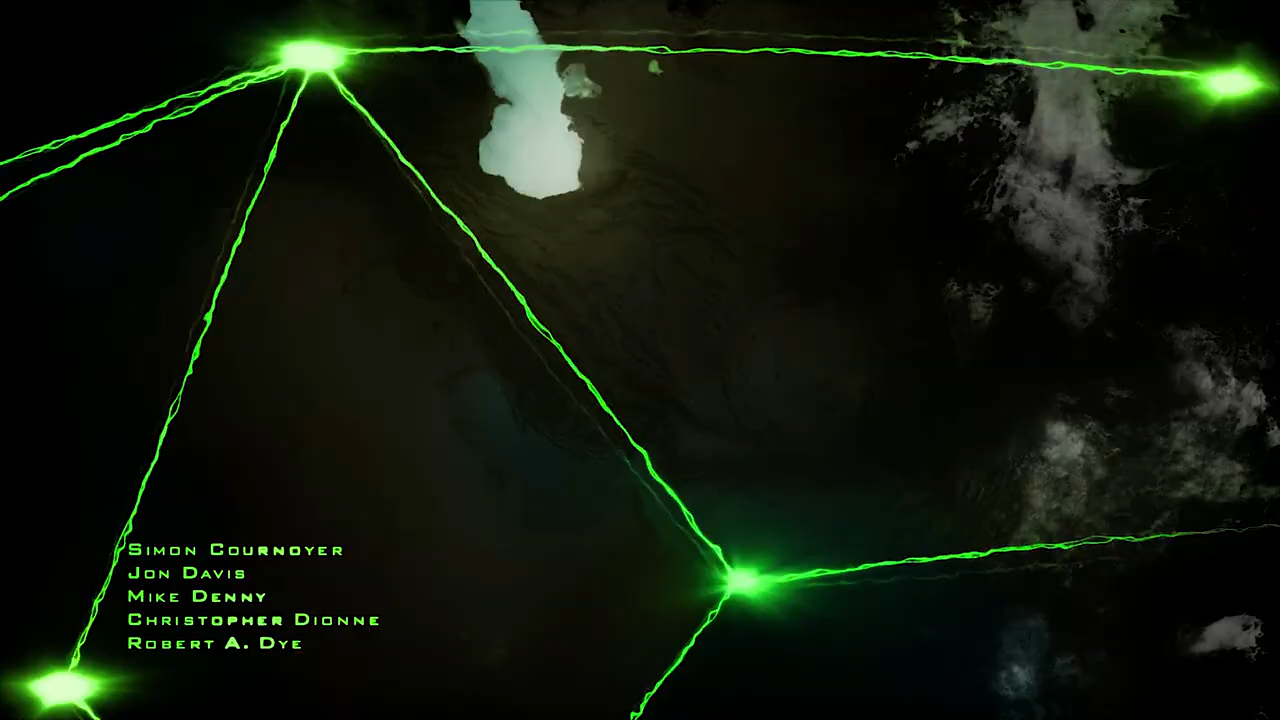 Simon Cournoyer
Jon Davis
Mike Denny
Christopher Dionne
Robert A. Dye